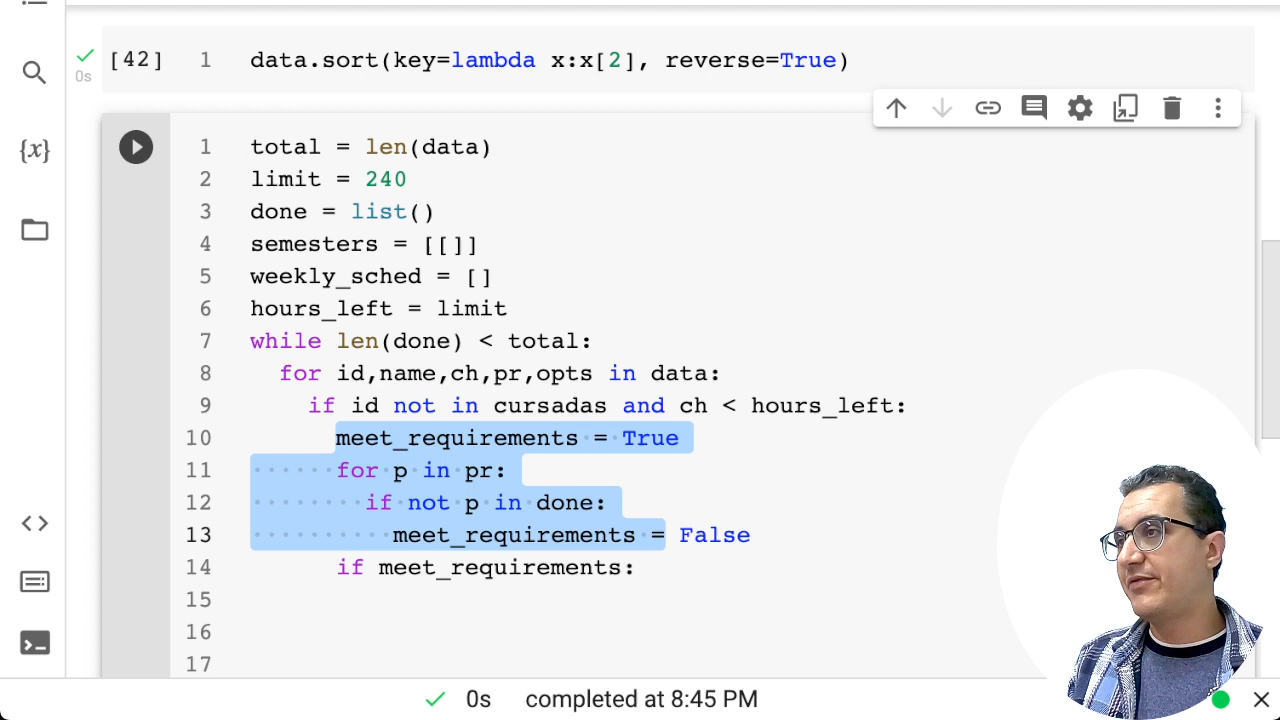 [42] 1 data.sort(key=lambda x:x[2], reverse=True)
0s
{x}
1 total = len(data)
2 limit = 240
3 done = list()
4 semesters = [[]]
5 weekly_sched = []
6 hours_left = limit
7 while len(done) < total:
8 for id,name,ch,pr,opts in data:
9 if id not in cursadas and ch < hours_left:
10 meet_requirements = True
11 for p in pr:
12 if not p in done:
13 meet_requirements = False
14 if meet_requirements:
15
16
17
0s completed at 8:45 PM